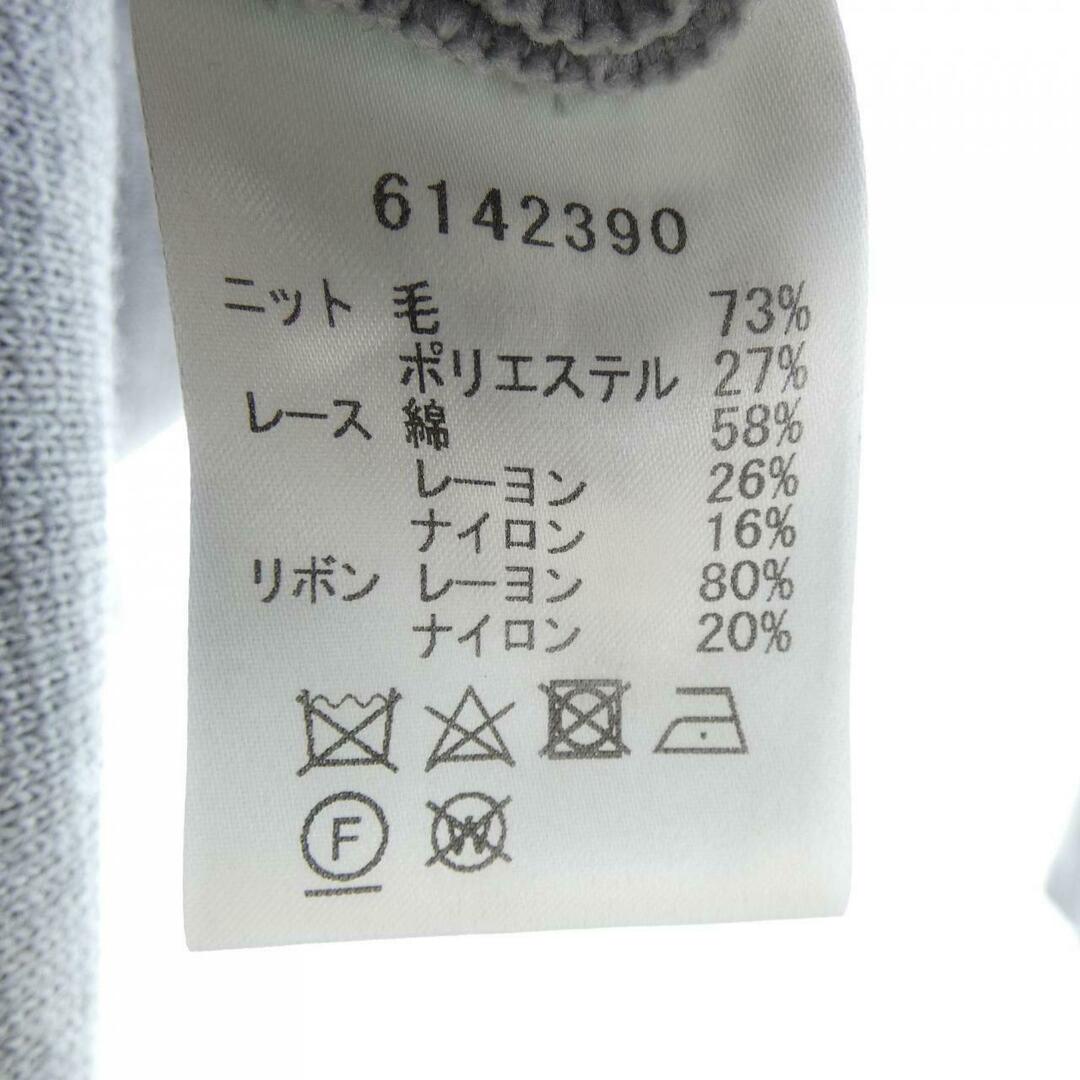 6142390
ニット 毛 73%
ポリエステル 27%
レース 綿 58%
レーヨン 26%
ナイロン 16%
リボン レーヨン 80%
ナイロン 20%
F W